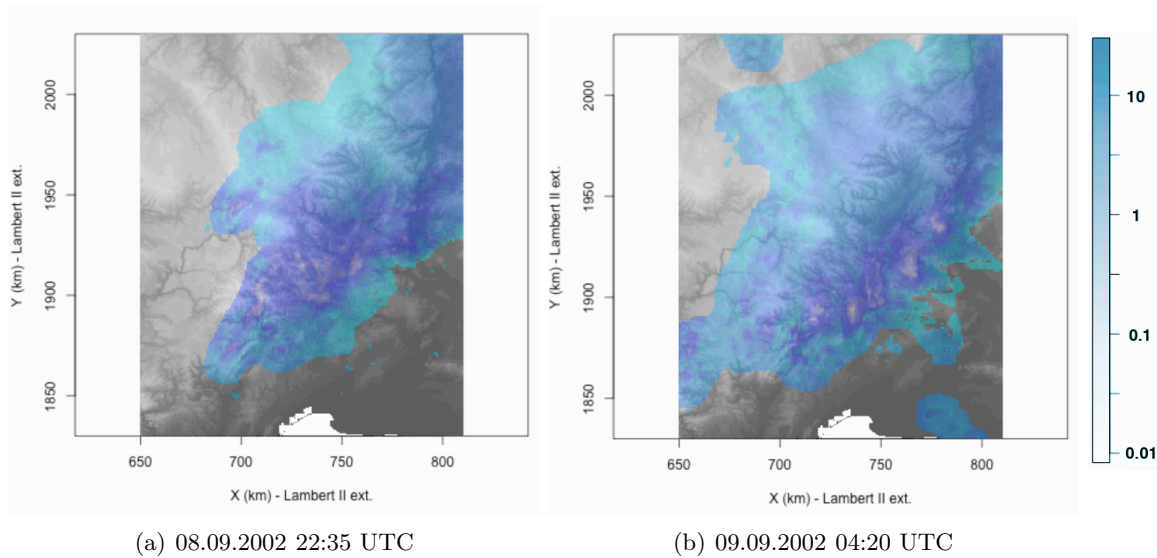 Y (km) - Lambert II ext.
2000
1950
1900
1850
650 700 750 800
X (km) - Lambert II ext.
(a) 08.09.2002 22:35 UTC
Y (km) - Lambert II ext.
2000
1950
1900
1850
650 700 750 800
X (km) - Lambert II ext.
(b) 09.09.2002 04:20 UTC
10
1
0.1
0.01